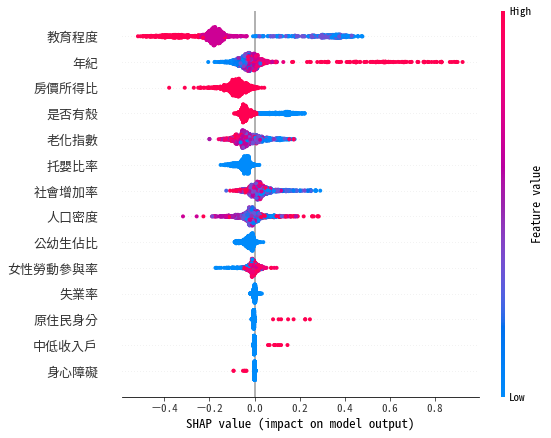 High
教育程度
年紀
房價所得比
是否有殼
老化指數
托嬰比率
社會增加率
人口密度
公幼生佔比
女性勞動參與率
失業率
原住民身分
中低收入戶
身心障礙
Feature value
Low
−0.4 −0.2 0.0 0.2 0.4 0.6 0.8
SHAP value (impact on model output)